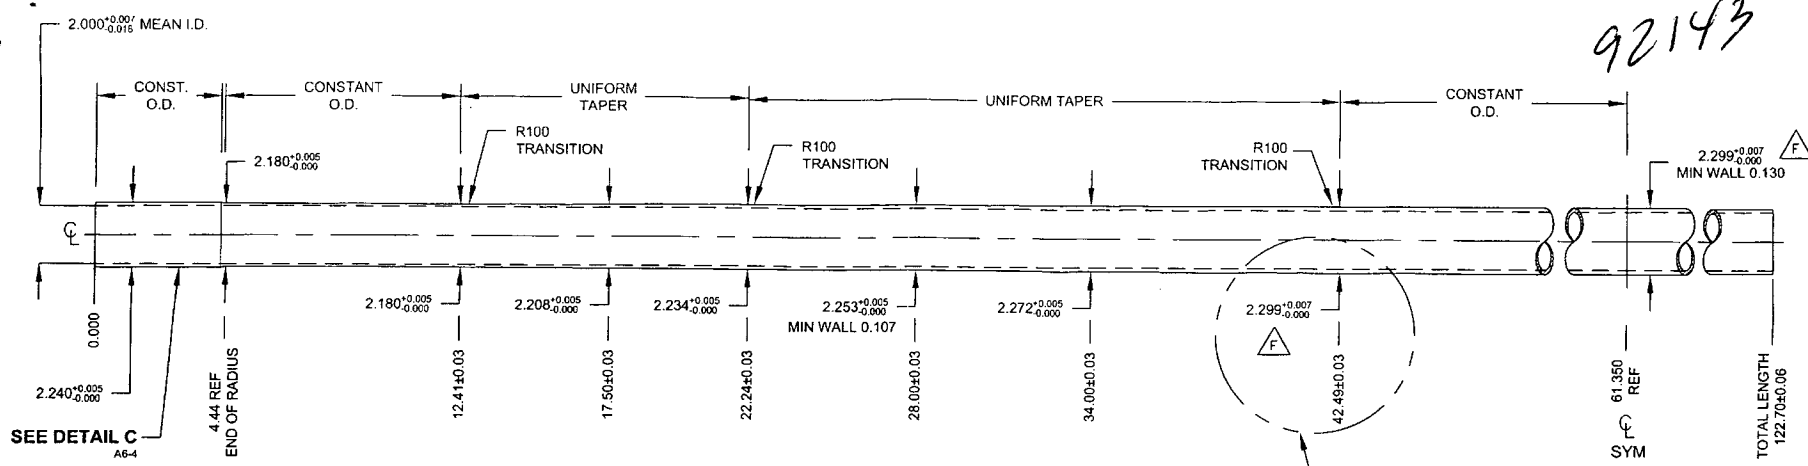 92143
2.000 +0.007 -0.015 MEAN I.D.
CONST.
O.D.
CONSTANT
O.D.
UNIFORM
TAPER
UNIFORM TAPER
CONSTANT
O.D.
R100
TRANSITION
R100
TRANSITION
R100
TRANSITION
2.180 +0.005 -0.000
2.299 +0.007 -0.000
F
MIN WALL 0.130
CL
2.180 +0.005 -0.000
2.208 +0.005 -0.000
2.234 +0.005 -0.000
2.253 +0.005 -0.000
MIN WALL 0.107
2.272 +0.005 -0.000
2.299 +0.007 -0.000
F
0.000
2.240 +0.005 -0.000
4.44 REF
END OF RADIUS
12.41±0.03
17.50±0.03
22.24±0.03
28.00±0.03
34.00±0.03
42.49±0.03
61.350
REF
CL
SYM
TOTAL LENGTH
122.70±0.06
SEE DETAIL C
A6-4